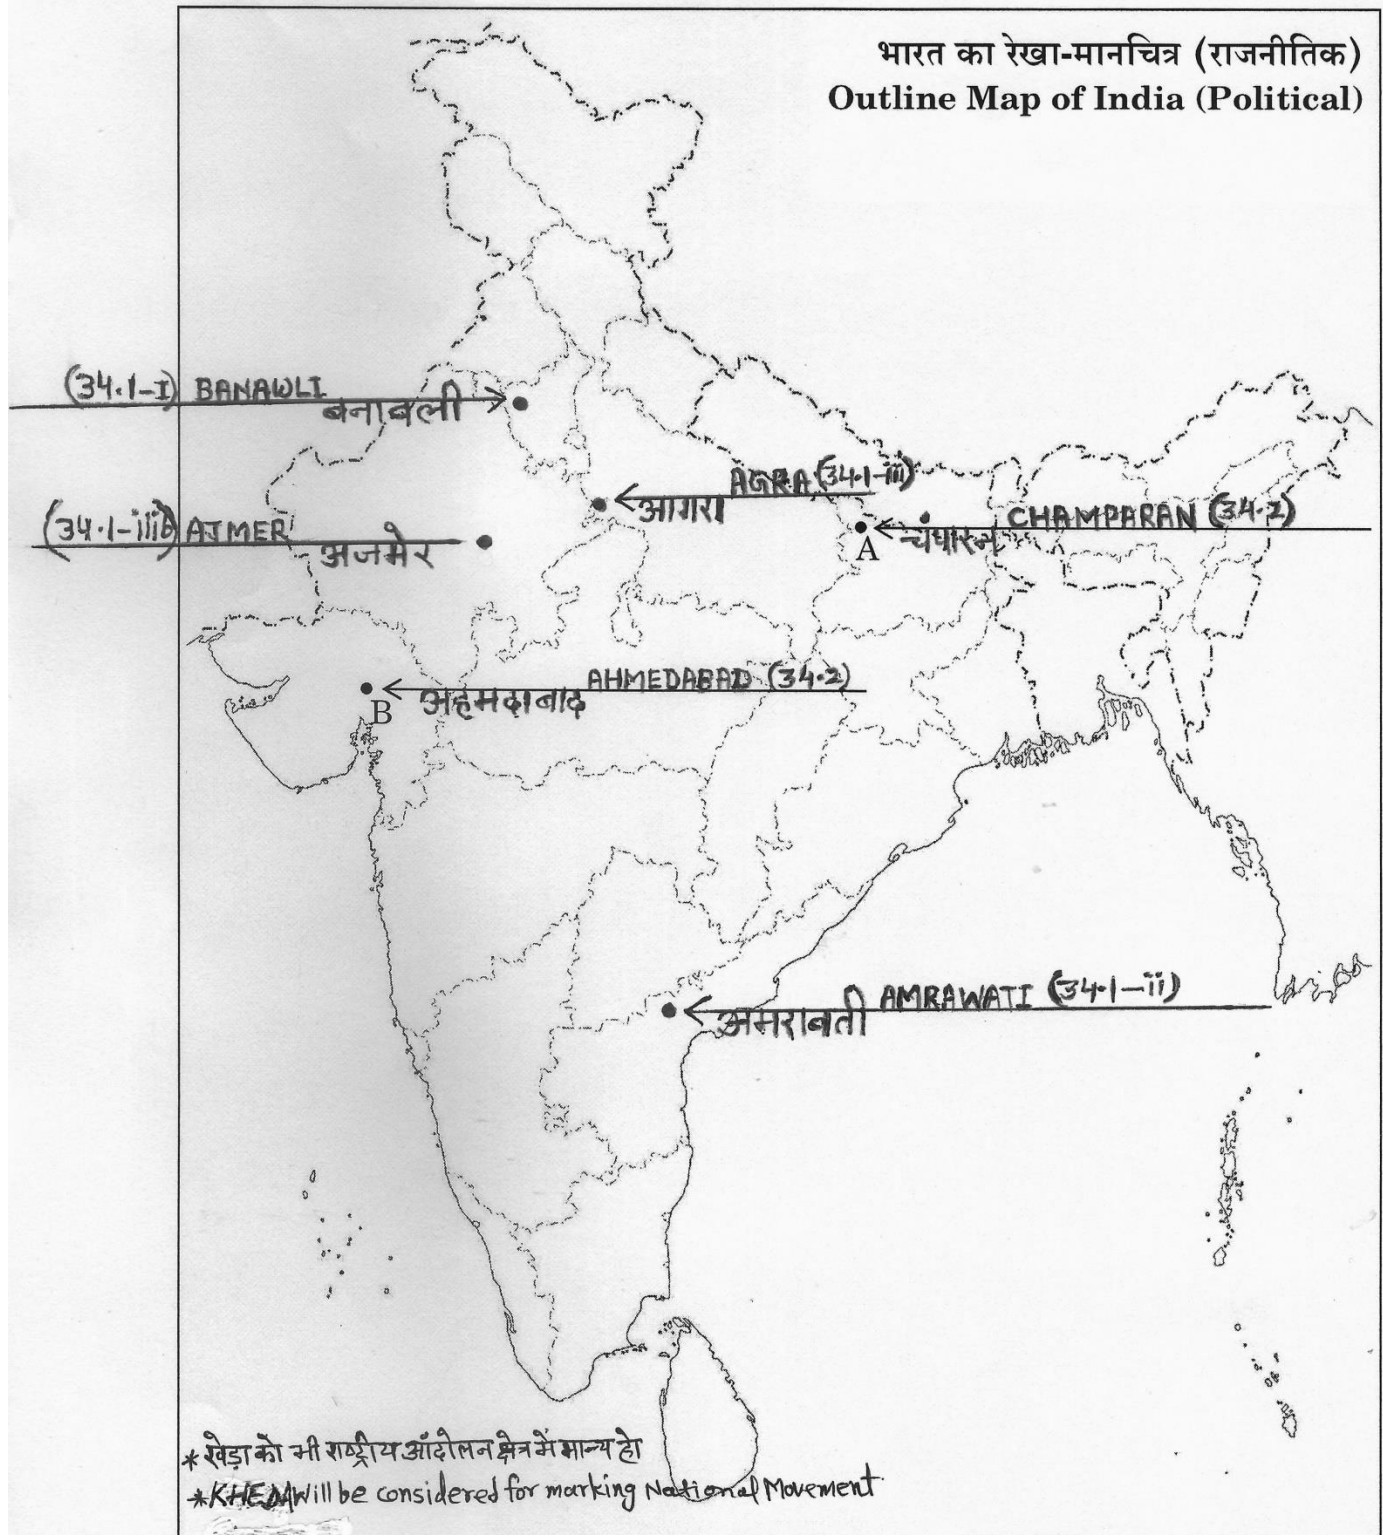 भारत का रेखा-मानचित्र (राजनीतिक)
Outline Map of India (Political)
(34.1-I) BANAWLI
बनावली
AGRA (34.1-iii)
आगरा
CHAMPARAN (34.2)
A
चंपारन
(34.1-iiib) AJMER
अजमेर
AHMEDABAD (34.2)
B
अहमदाबाद
AMRAWATI (34.1-ii)
अमरावती
* खेड़ा को भी राष्ट्रीय आंदोलन क्षेत्र में मान्य हो
* KHEDA Will be considered for marking National Movement